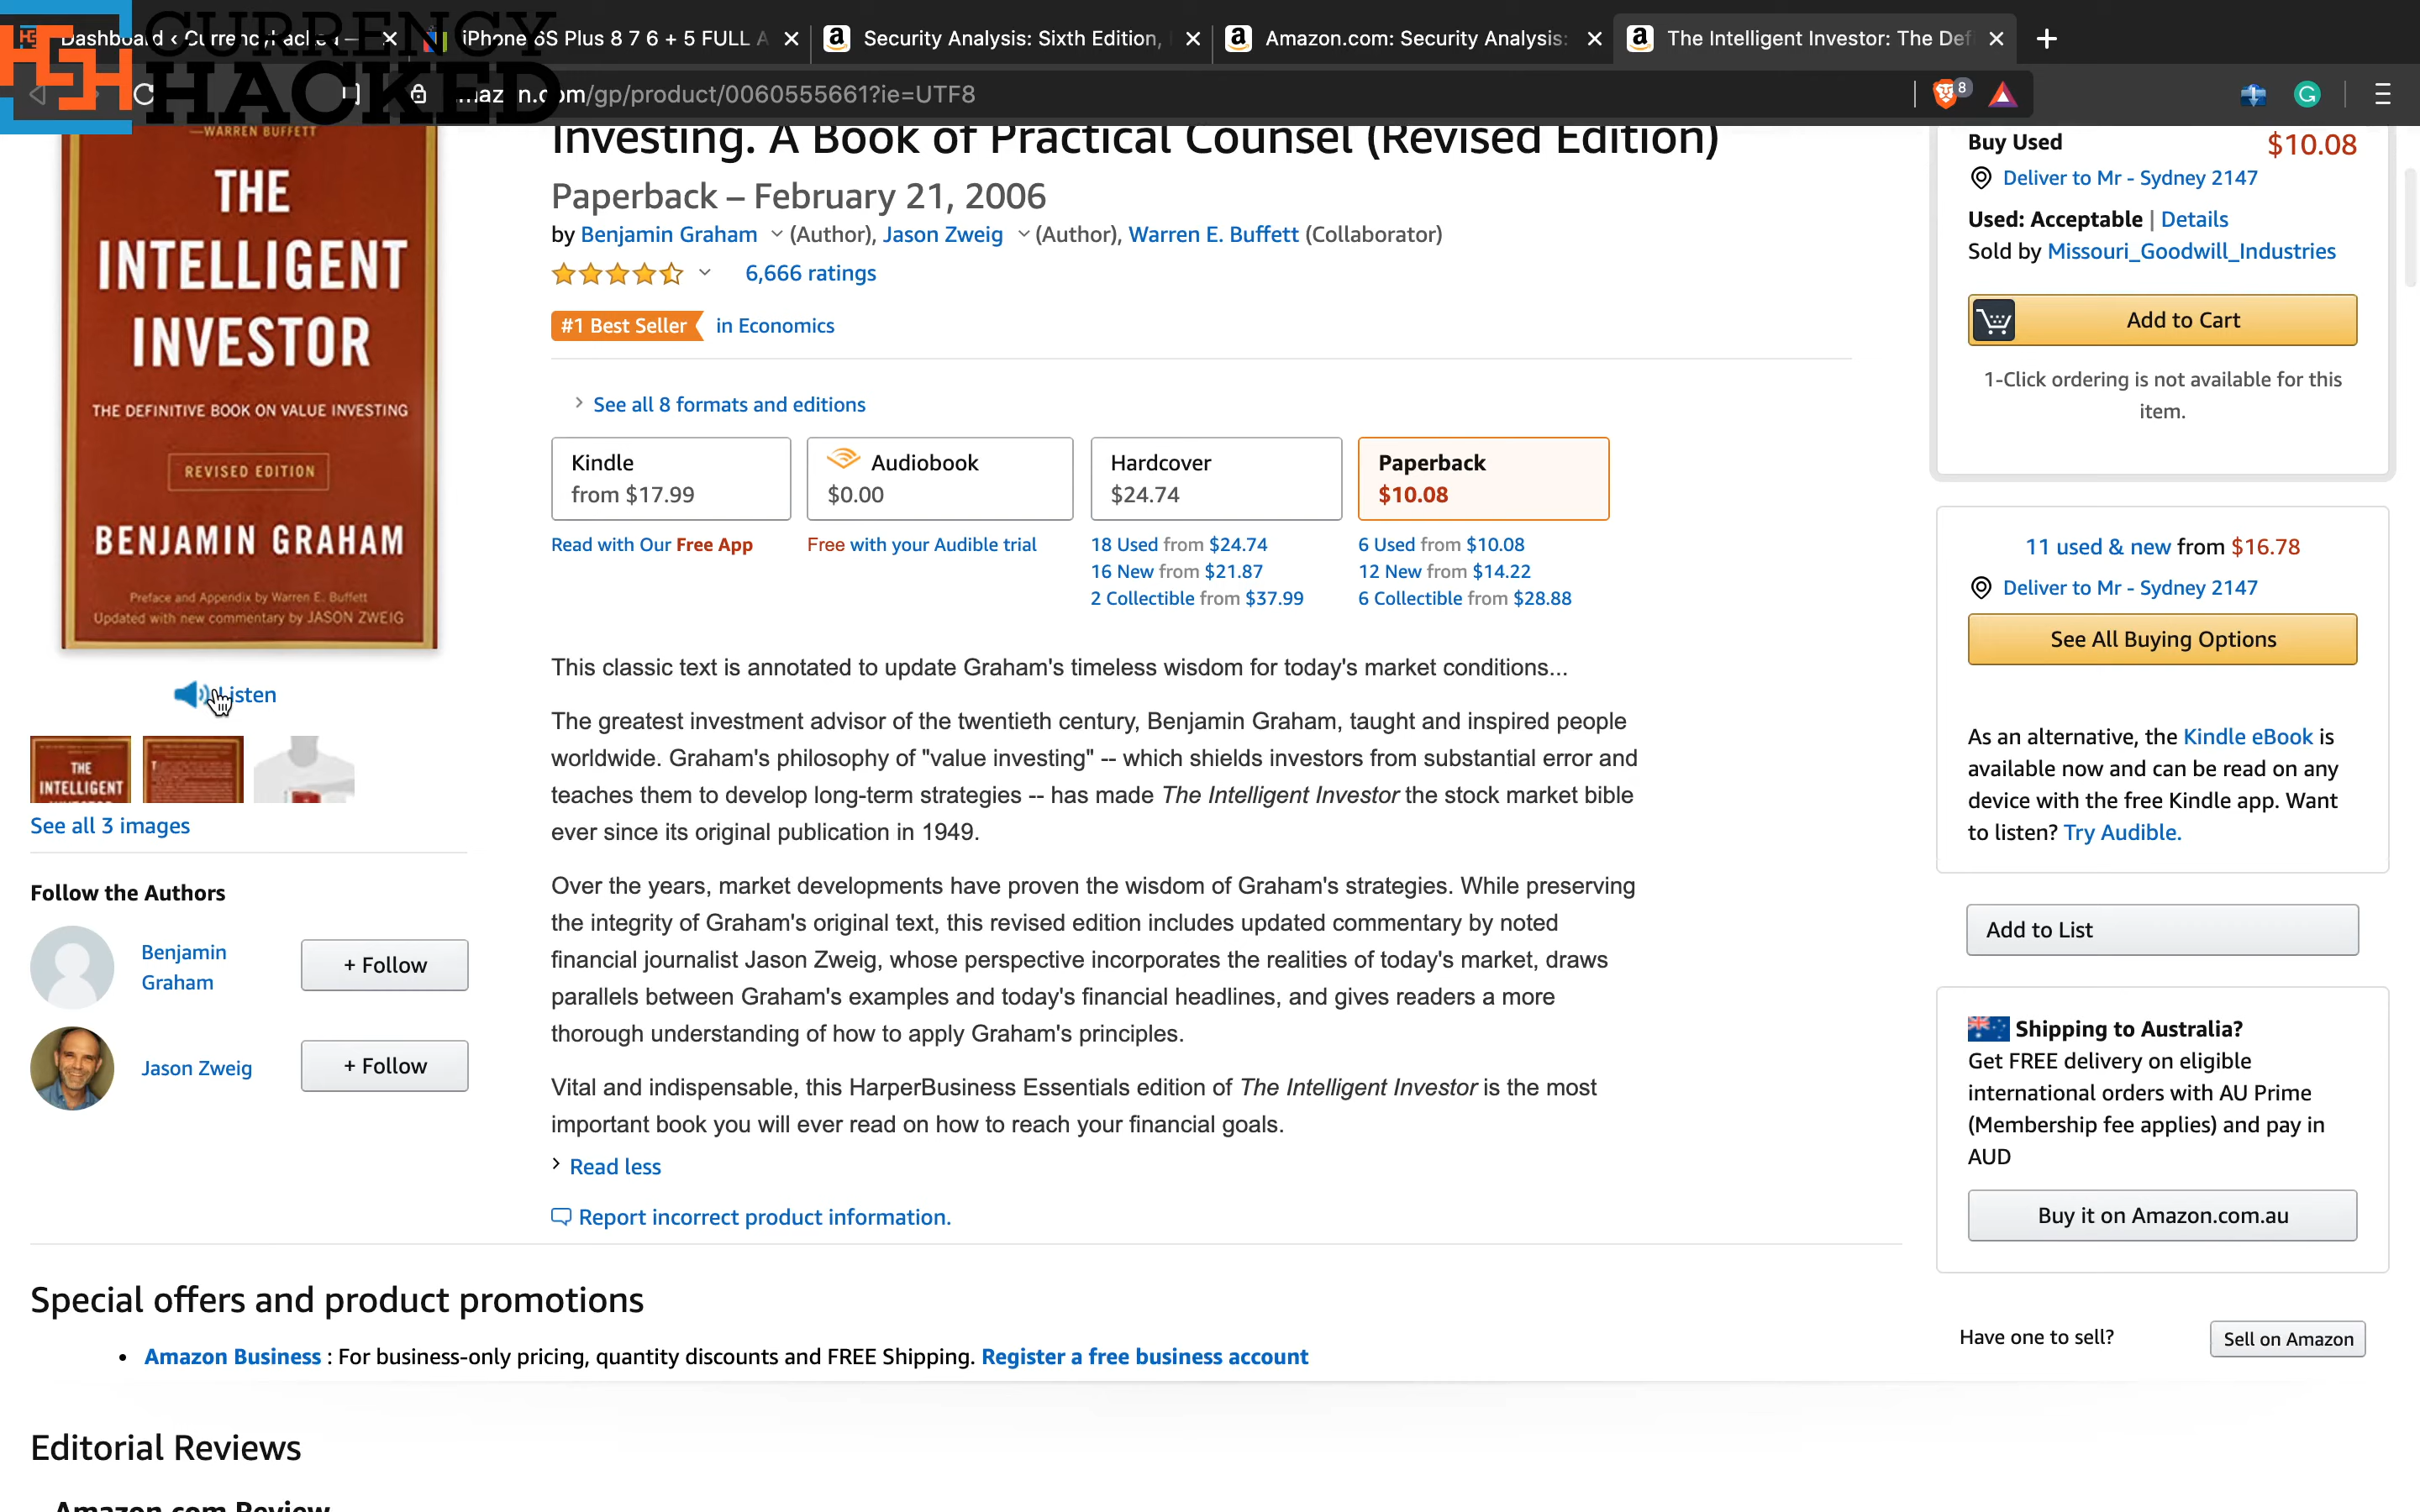 CURRENCY
HACKED
Dashboard ‹ CurrencyHacked —
iPhone 6S Plus 8 7 6 + 5 FULL A
Security Analysis: Sixth Edition,
Amazon.com: Security Analysis:
The Intelligent Investor: The Def
amazon.com/gp/product/0060555661?ie=UTF8
8
—WARREN BUFFETT
THE
INTELLIGENT
INVESTOR
THE DEFINITIVE BOOK ON VALUE INVESTING
REVISED EDITION
BENJAMIN GRAHAM
Preface and Appendix by Warren E. Buffett
Updated with new commentary by JASON ZWEIG
Listen
THE
INTELLIGENT
See all 3 images
Follow the Authors
Benjamin
Graham
+ Follow
Jason Zweig
+ Follow
Investing. A Book of Practical Counsel (Revised Edition)
Paperback – February 21, 2006
by Benjamin Graham (Author), Jason Zweig (Author), Warren E. Buffett (Collaborator)
6,666 ratings
#1 Best Seller in Economics
See all 8 formats and editions
Kindle
from $17.99
Read with Our Free App
Audiobook
$0.00
Free with your Audible trial
Hardcover
$24.74
18 Used from $24.74
16 New from $21.87
2 Collectible from $37.99
Paperback
$10.08
6 Used from $10.08
12 New from $14.22
6 Collectible from $28.88
This classic text is annotated to update Graham's timeless wisdom for today's market conditions...
The greatest investment advisor of the twentieth century, Benjamin Graham, taught and inspired people
worldwide. Graham's philosophy of "value investing" -- which shields investors from substantial error and
teaches them to develop long-term strategies -- has made The Intelligent Investor the stock market bible
ever since its original publication in 1949.
Over the years, market developments have proven the wisdom of Graham's strategies. While preserving
the integrity of Graham's original text, this revised edition includes updated commentary by noted
financial journalist Jason Zweig, whose perspective incorporates the realities of today's market, draws
parallels between Graham's examples and today's financial headlines, and gives readers a more
thorough understanding of how to apply Graham's principles.
Vital and indispensable, this HarperBusiness Essentials edition of The Intelligent Investor is the most
important book you will ever read on how to reach your financial goals.
Read less
Report incorrect product information.
Buy Used $10.08
Deliver to Mr - Sydney 2147
Used: Acceptable | Details
Sold by Missouri_Goodwill_Industries
Add to Cart
1-Click ordering is not available for this
item.
11 used & new from $16.78
Deliver to Mr - Sydney 2147
See All Buying Options
As an alternative, the Kindle eBook is
available now and can be read on any
device with the free Kindle app. Want
to listen? Try Audible.
Add to List
Shipping to Australia?
Get FREE delivery on eligible
international orders with AU Prime
(Membership fee applies) and pay in
AUD
Buy it on Amazon.com.au
Have one to sell? Sell on Amazon
Special offers and product promotions
Amazon Business : For business-only pricing, quantity discounts and FREE Shipping. Register a free business account
Editorial Reviews
Amazon.com Review